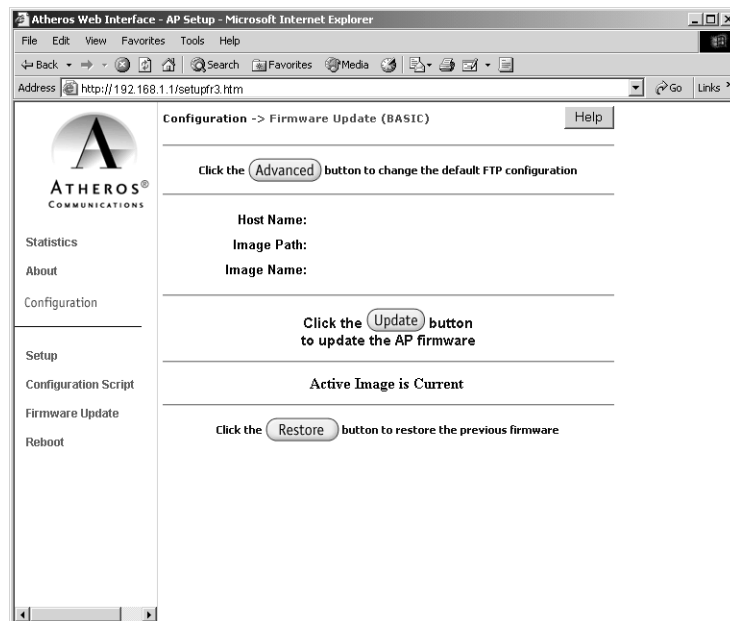 Atheros Web Interface - AP Setup - Microsoft Internet Explorer
File Edit View Favorites Tools Help
Back Search Favorites Media
Address http://192.168.1.1/setupfr3.htm Go Links
ATHEROS®
COMMUNICATIONS
Statistics
About
Configuration
Setup
Configuration Script
Firmware Update
Reboot
Configuration -> Firmware Update (BASIC) Help
Click the Advanced button to change the default FTP configuration
Host Name:
Image Path:
Image Name:
Click the Update button
to update the AP firmware
Active Image is Current
Click the Restore button to restore the previous firmware